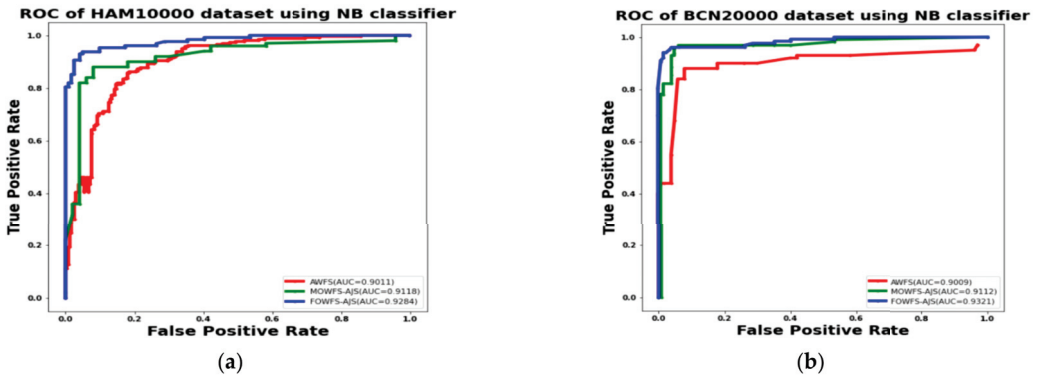 ROC of HAM10000 dataset using NB classifier
1.0
0.8
0.6
0.4
0.2
0.0
True Positive Rate
AWFS(AUC=0.9011)
MOWFS-AJS(AUC=0.9118)
FOWFS-AJS(AUC=0.9284)
0.0 0.2 0.4 0.6 0.8 1.0
False Positive Rate
(a)
ROC of BCN20000 dataset using NB classifier
1.0
0.8
0.6
0.4
0.2
0.0
True Positive Rate
AWFS(AUC=0.9009)
MOWFS-AJS(AUC=0.9112)
FOWFS-AJS(AUC=0.9321)
0.0 0.2 0.4 0.6 0.8 1.0
False Positive Rate
(b)